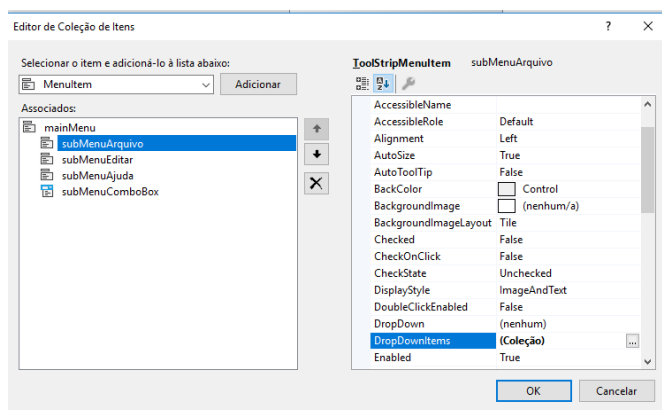 Editor de Coleção de Itens
?
Selecionar o item e adicioná-lo à lista abaixo:
MenuItem
Adicionar
Associados:
mainMenu
subMenuArquivo
subMenuEditar
subMenuAjuda
subMenuComboBox
ToolStripMenuItem subMenuArquivo
AccessibleName
AccessibleRole Default
Alignment Left
AutoSize True
AutoToolTip False
BackColor Control
BackgroundImage (nenhum/a)
BackgroundImageLayout Tile
Checked False
CheckOnClick False
CheckState Unchecked
DisplayStyle ImageAndText
DoubleClickEnabled False
DropDown (nenhum)
DropDownItems (Coleção) ...
Enabled True
OK Cancelar